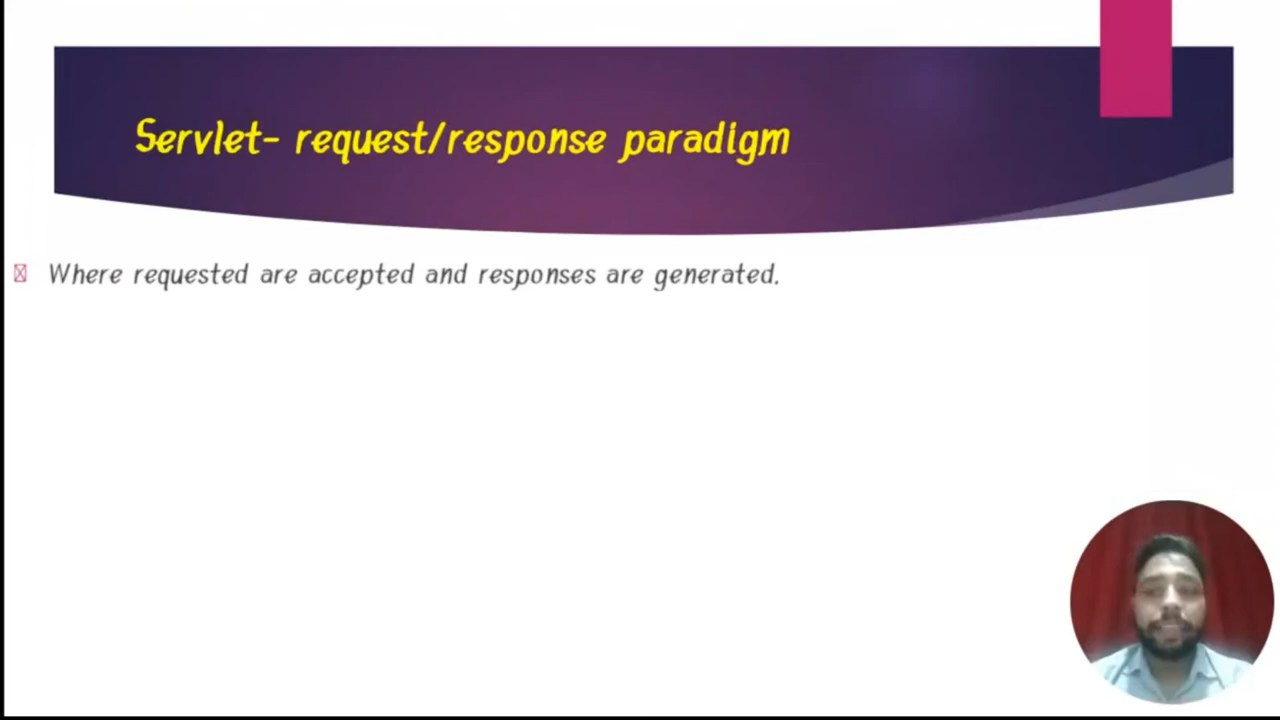 Servlet- request/response paradigm
Where requested are accepted and responses are generated.